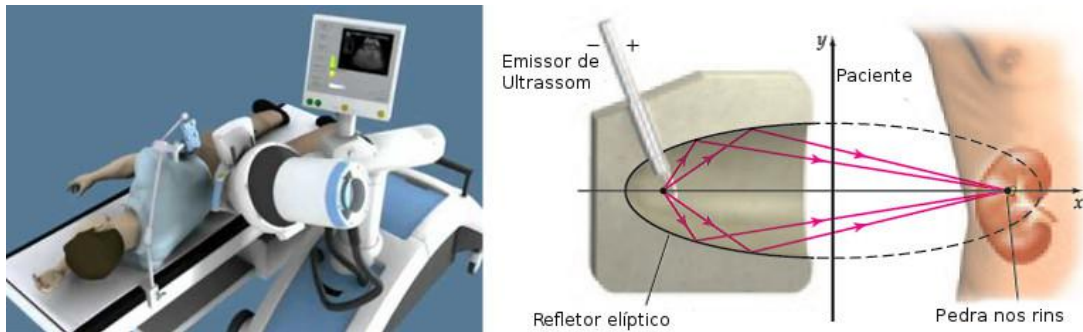 − +
Emissor de
Ultrassom
y
Paciente
x
Refletor elíptico
Pedra nos rins